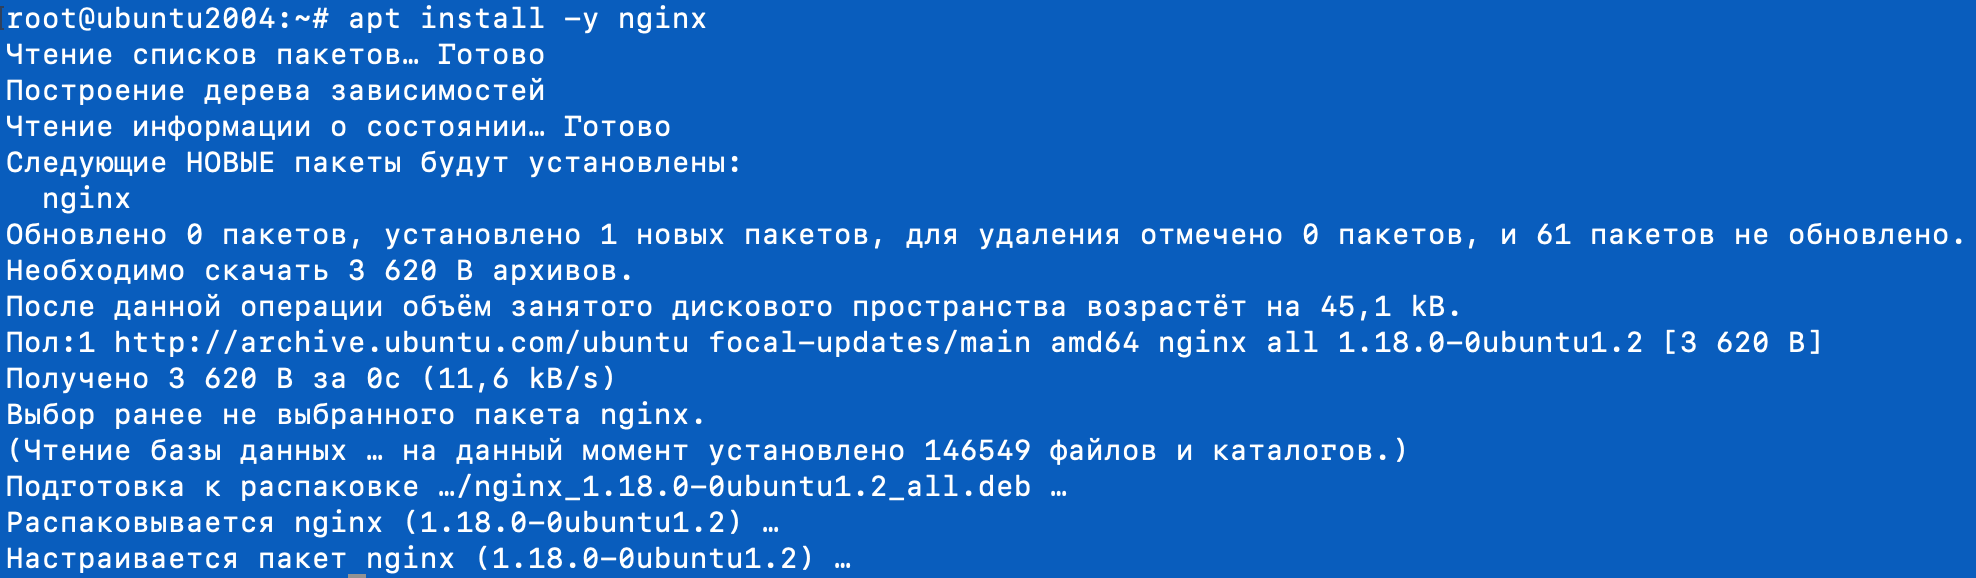 root@ubuntu2004:~# apt install -y nginx
Чтение списков пакетов… Готово
Построение дерева зависимостей
Чтение информации о состоянии… Готово
Следующие НОВЫЕ пакеты будут установлены:
  nginx
Обновлено 0 пакетов, установлено 1 новых пакетов, для удаления отмечено 0 пакетов, и 61 пакетов не обновлено.
Необходимо скачать 3 620 B архивов.
После данной операции объём занятого дискового пространства возрастёт на 45,1 kB.
Пол:1 http://archive.ubuntu.com/ubuntu focal-updates/main amd64 nginx all 1.18.0-0ubuntu1.2 [3 620 B]
Получено 3 620 B за 0с (11,6 kB/s)
Выбор ранее не выбранного пакета nginx.
(Чтение базы данных … на данный момент установлено 146549 файлов и каталогов.)
Подготовка к распаковке …/nginx_1.18.0-0ubuntu1.2_all.deb …
Распаковывается nginx (1.18.0-0ubuntu1.2) …
Настраивается пакет nginx (1.18.0-0ubuntu1.2) …